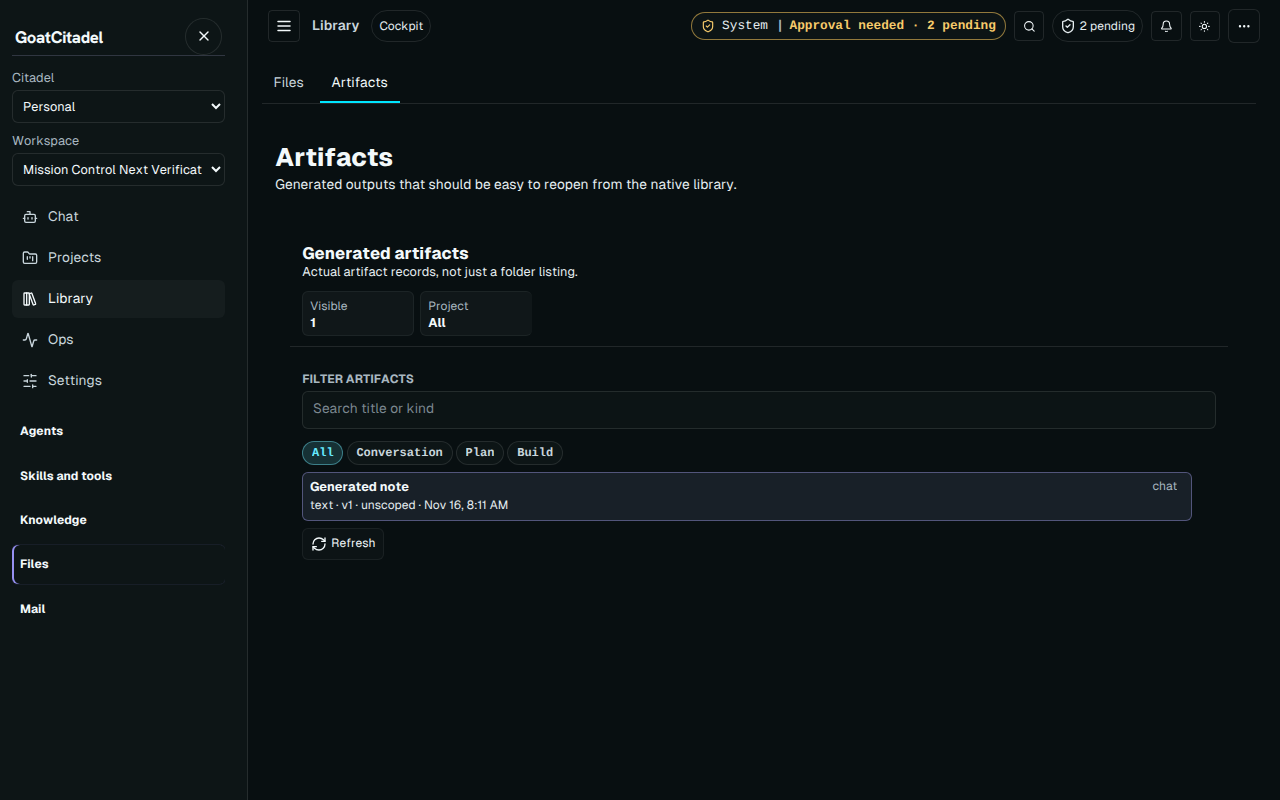 GoatCitadel
Citadel
Personal
Workspace
Mission Control Next Verificat
Chat
Projects
Library
Ops
Settings
Agents
Skills and tools
Knowledge
Files
Mail
Library
Cockpit
System | Approval needed · 2 pending
2 pending
Files
Artifacts
Artifacts
Generated outputs that should be easy to reopen from the native library.
Generated artifacts
Actual artifact records, not just a folder listing.
Visible
1
Project
All
FILTER ARTIFACTS
Search title or kind
All
Conversation
Plan
Build
Generated note
chat
text · v1 · unscoped · Nov 16, 8:11 AM
Refresh